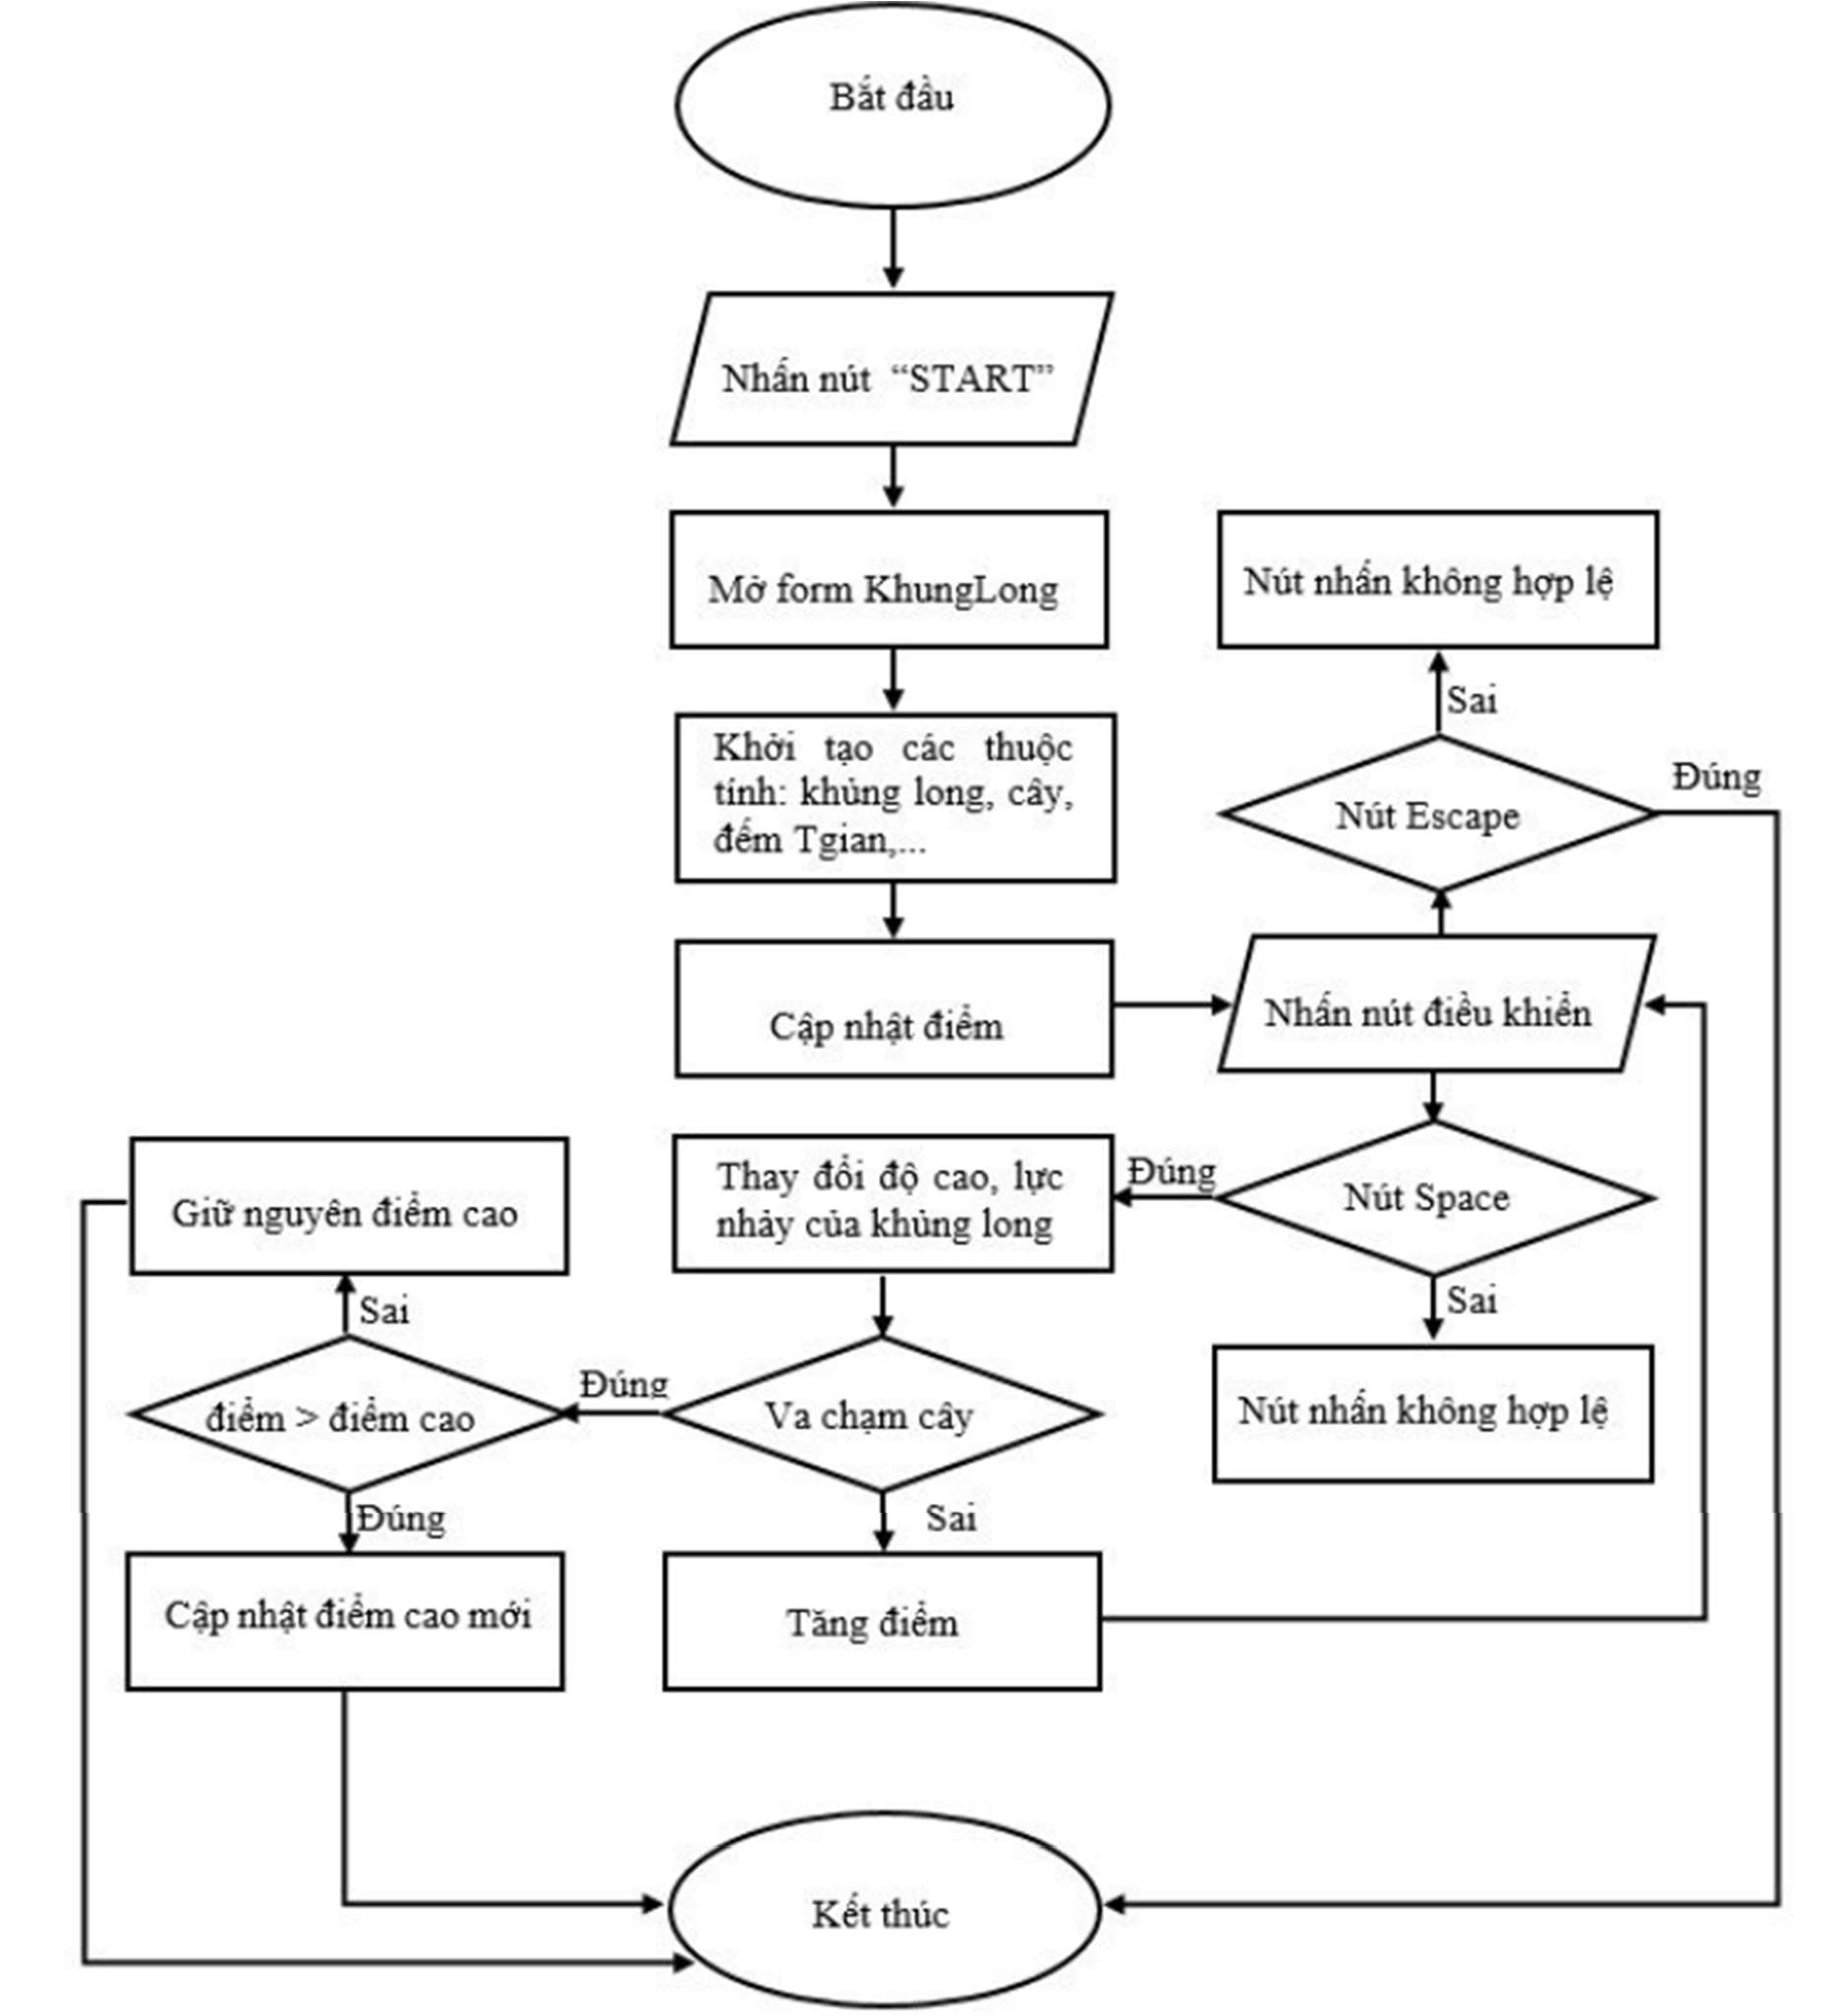 Bắt đầu
Nhấn nút “START”
Mở form KhungLong
Nút nhấn không hợp lệ
Sai
Khởi tạo các thuộc
tính: khủng long, cây,
đếm Tgian,...
Đúng
Nút Escape
Cập nhật điểm
Nhấn nút điều khiển
Thay đổi độ cao, lực
nhảy của khủng long
Đúng
Nút Space
Giữ nguyên điểm cao
Sai
Sai
Đúng
điểm > điểm cao
Va chạm cây
Nút nhấn không hợp lệ
Đúng
Sai
Cập nhật điểm cao mới
Tăng điểm
Kết thúc